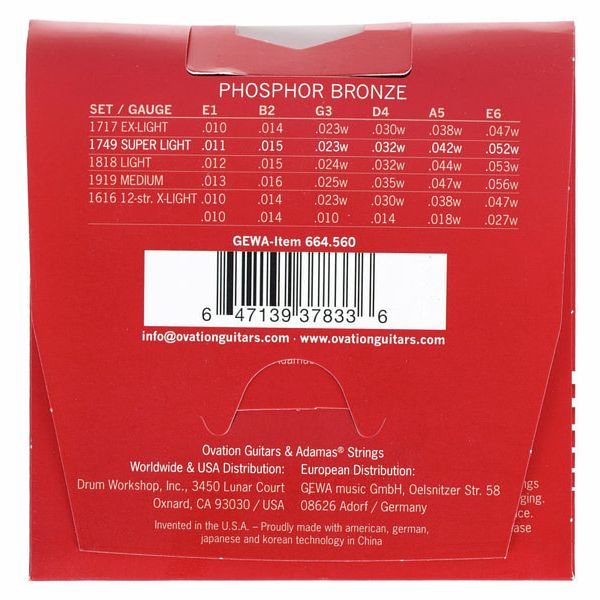 PHOSPHOR BRONZE
SET / GAUGE E1 B2 G3 D4 A5 E6
1717 EX-LIGHT .010 .014 .023w .030w .038w .047w
1749 SUPER LIGHT .011 .015 .023w .032w .042w .052w
1818 LIGHT .012 .015 .024w .032w .044w .053w
1919 MEDIUM .013 .016 .025w .035w .047w .056w
1616 12-str. X-LIGHT .010 .014 .023w .030w .038w .047w
.010 .014 .010 .014 .018w .027w
GEWA-Item 664.560
6 47139 37833 6
info@ovationguitars.com · www.ovationguitars.com
Ovation Guitars & Adamas® Strings
Worldwide & USA Distribution: European Distribution:
Drum Workshop, Inc., 3450 Lunar Court GEWA music GmbH, Oelsnitzer Str. 58
Oxnard, CA 93030 / USA 08626 Adorf / Germany
Invented in the U.S.A. – Proudly made with american, german,
japanese and korean technology in China